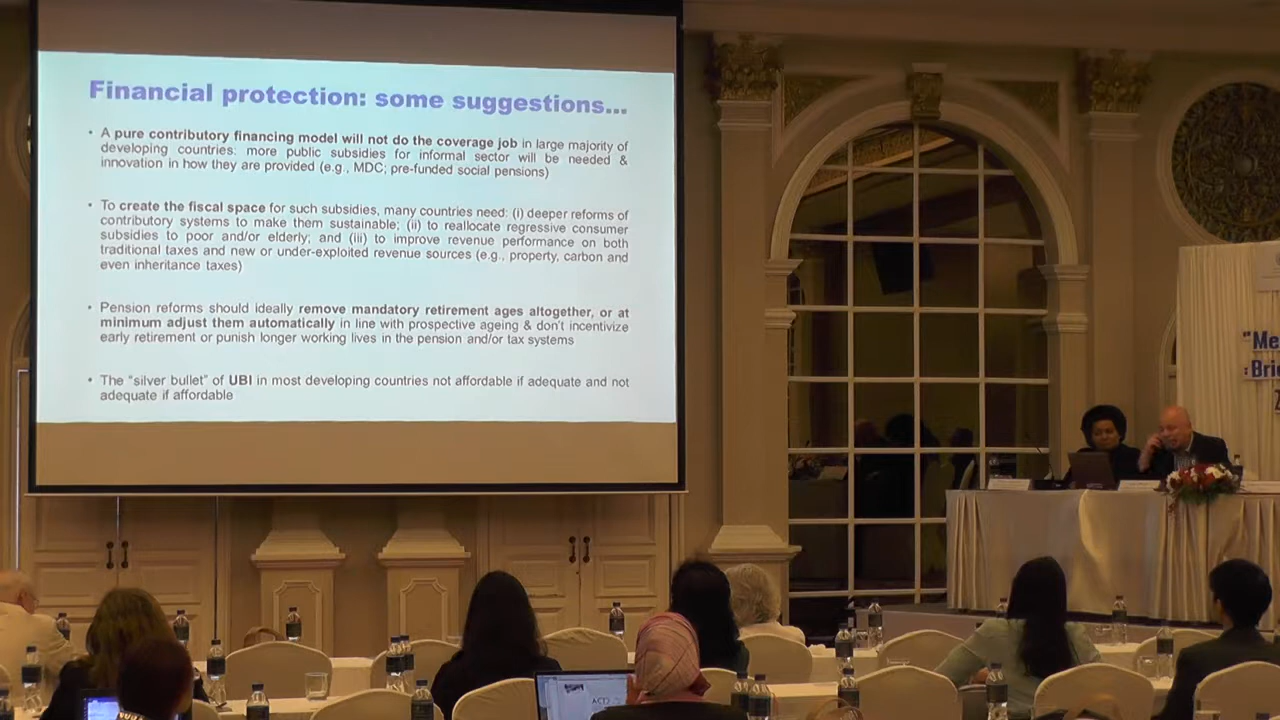 Financial protection: some suggestions...
• A pure contributory financing model will not do the coverage job in large majority of
developing countries: more public subsidies for informal sector will be needed &
innovation in how they are provided (e.g., MDC; pre-funded social pensions)
• To create the fiscal space for such subsidies, many countries need: (i) deeper reforms of
contributory systems to make them sustainable; (ii) to reallocate regressive consumer
subsidies to poor and/or elderly; and (iii) to improve revenue performance on both
traditional taxes and new or under-exploited revenue sources (e.g., property, carbon and
even inheritance taxes)
• Pension reforms should ideally remove mandatory retirement ages altogether, or at
minimum adjust them automatically in line with prospective ageing & don't incentivize
early retirement or punish longer working lives in the pension and/or tax systems
• The "silver bullet" of UBI in most developing countries not affordable if adequate and not
adequate if affordable
"Me
Bri
2